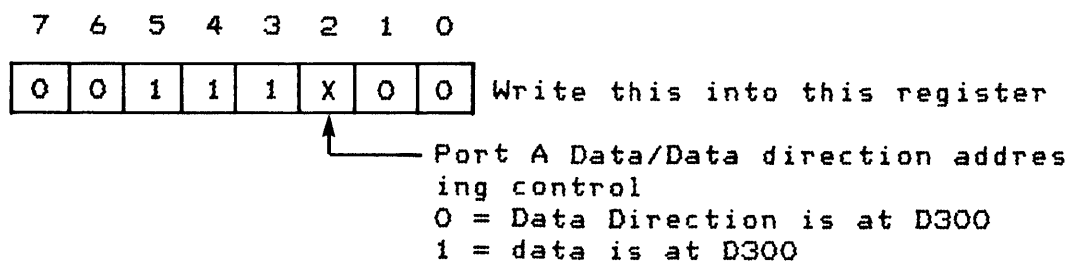 7 6 5 4 3 2 1 0
0 0 1 1 1 X 0 0 Write this into this register
Port A Data/Data direction addres
ing control
0 = Data Direction is at D300
1 = data is at D300